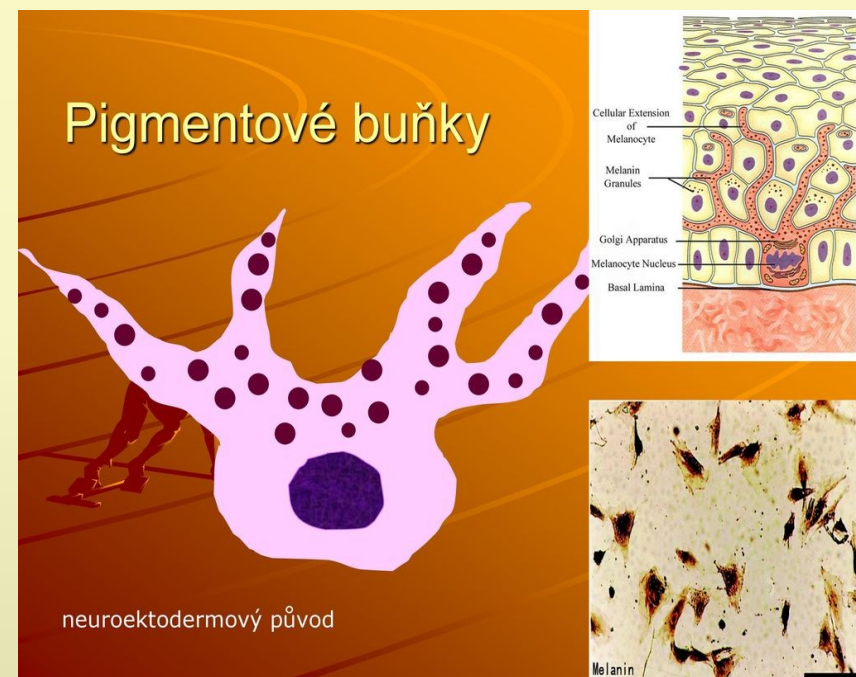 Pigmentové buňky
neuroektodermový původ
Cellular Extension
of
Melanocyte
Melanin
Granules
Golgi Apparatus
Melanocyte Nucleus
Basal Lamina
Melanin